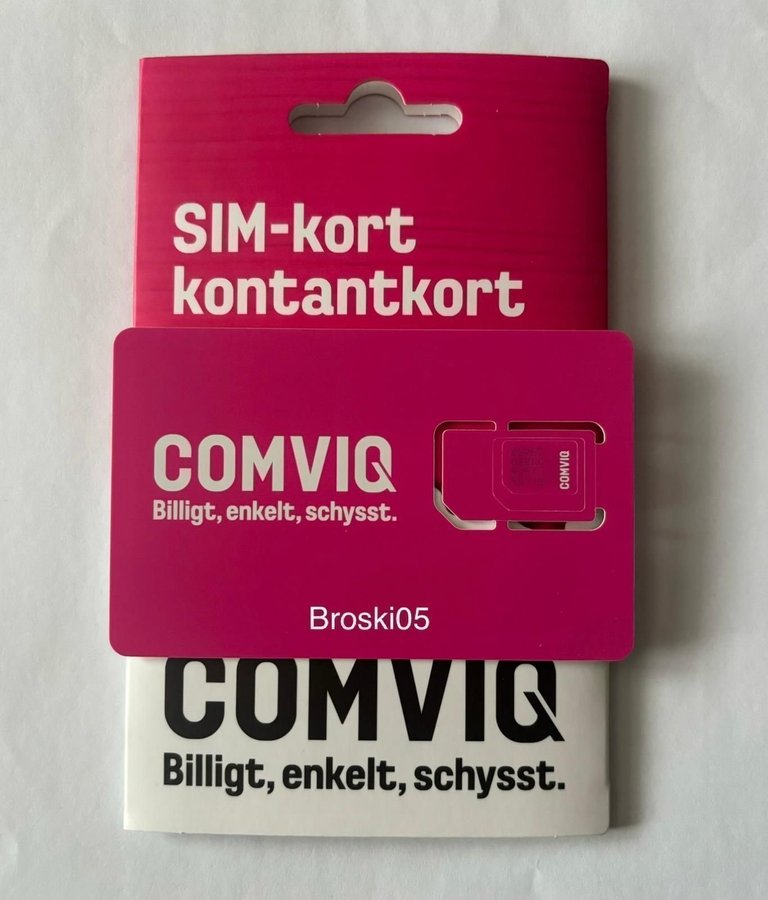 SIM-kort
kontantkort
COMVIQ
Billigt, enkelt, schysst.
COMVIQ
Broski05
COMVIQ
Billigt, enkelt, schysst.